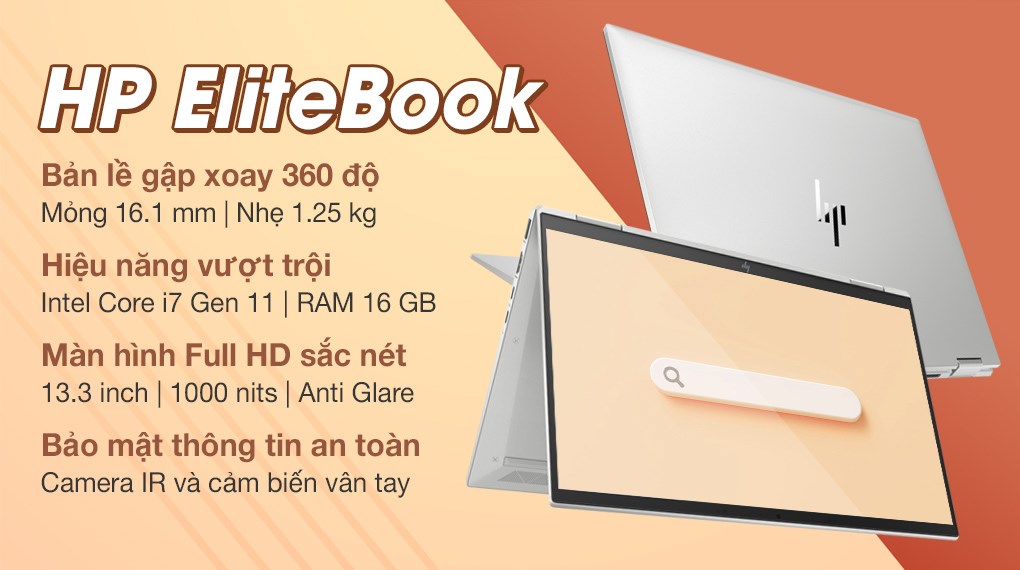 HP EliteBook
Bản lề gập xoay 360 độ
Mỏng 16.1 mm | Nhẹ 1.25 kg
Hiệu năng vượt trội
Intel Core i7 Gen 11 | RAM 16 GB
Màn hình Full HD sắc nét
13.3 inch | 1000 nits | Anti Glare
Bảo mật thông tin an toàn
Camera IR và cảm biến vân tay